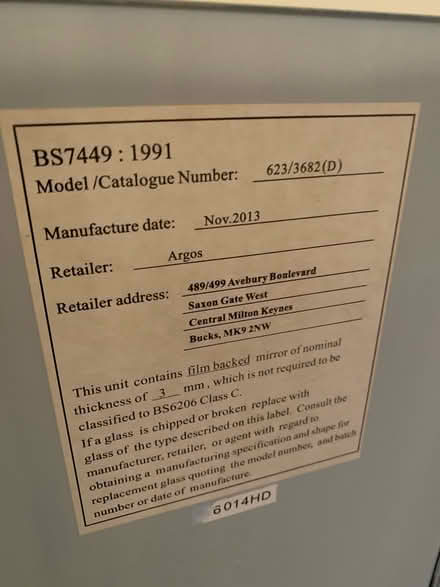 BS7449 : 1991
Model /Catalogue Number: 623/3682(D)
Manufacture date: Nov.2013
Retailer: Argos
Retailer address: 489/499 Avebury Boulevard
Saxon Gate West
Central Milton Keynes
Bucks, MK9 2NW
This unit contains film backed mirror of nominal
thickness of 3 mm, which is not required to be
classified to BS6206 Class C.
If a glass is chipped or broken replace with
glass of the type described on this label. Consult the
manufacturer, retailer, or agent with regard to
obtaining a manufacturing specification and shape for
replacement glass quoting the model number, and batch
number or date of manufacture.
6014HD